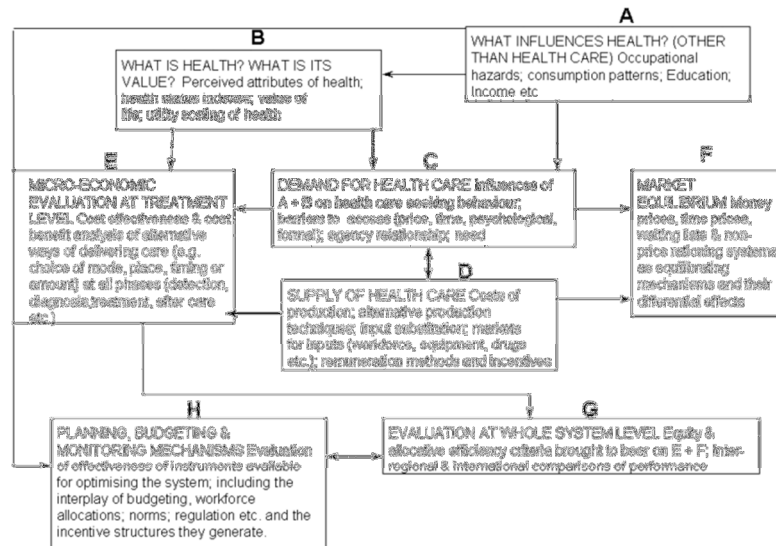 A
WHAT INFLUENCES HEALTH? (OTHER
THAN HEALTH CARE) Occupational
hazards; consumption patterns; Education;
Income etc
B
WHAT IS HEALTH? WHAT IS ITS
VALUE? Perceived attributes of health;
health status indexes; value of
life; utility scaling of health
E
MICRO-ECONOMIC
EVALUATION AT TREATMENT
LEVEL Cost effectiveness & cost
benefit analysis of alternative
ways of delivering care (e.g.
choice of mode, place, timing or
amount) at all phases (detection,
diagnosis,treatment, after care
etc.)
C
DEMAND FOR HEALTH CARE influences of
A + B on health care seeking behaviour;
barriers to access (price, time, psychological,
formal); agency relationship; need
F
MARKET
EQUILIBRIUM Money
prices, time prices,
waiting lists & non-
price rationing systems
as equilibrating
mechanisms and their
differential effects
D
SUPPLY OF HEALTH CARE Costs of
production; alternative production
techniques; input substitution; markets
for inputs (workforce, equipment, drugs
etc.); remuneration methods and incentives
H
PLANNING, BUDGETING &
MONITORING MECHANISMS Evaluation
of effectiveness of instruments available
for optimising the system; including the
interplay of budgeting, workforce
allocations; norms; regulation etc. and the
incentive structures they generate.
G
EVALUATION AT WHOLE SYSTEM LEVEL Equity &
allocative efficiency criteria brought to bear on E + F; inter-
regional & international comparisons of performance